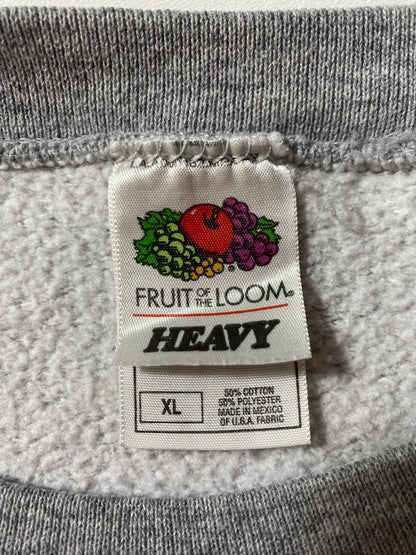 FRUIT OF THE LOOM®
HEAVY
XL
50% COTTON
50% POLYESTER
MADE IN MEXICO
OF U.S.A. FABRIC